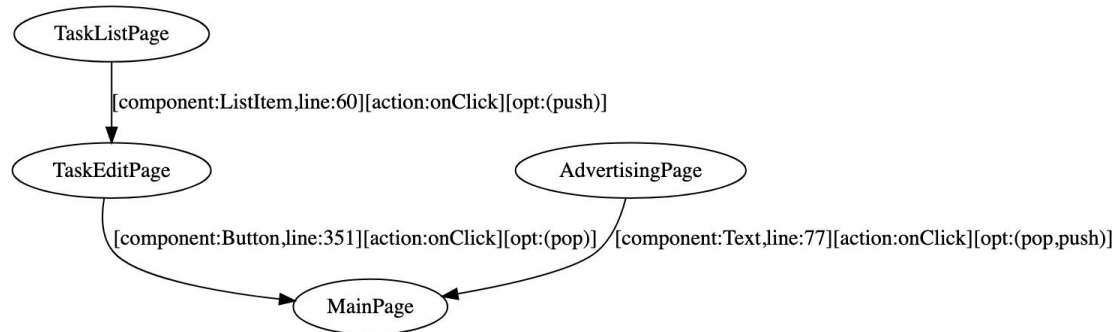 TaskListPage
[component:ListItem,line:60][action:onClick][opt:(push)]
TaskEditPage
AdvertisingPage
[component:Button,line:351][action:onClick][opt:(pop)]
[component:Text,line:77][action:onClick][opt:(pop,push)]
MainPage